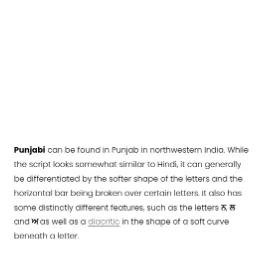 Punjabi can be found in Punjab in northwestern India. While
the script looks somewhat similar to Hindi, it can generally
be differentiated by the softer shape of the letters and the
horizontal bar being broken over certain letters. It also has
some distinctly different features, such as the letters
and ਅ as well as a diacritic in the shape of a soft curve
beneath a letter.